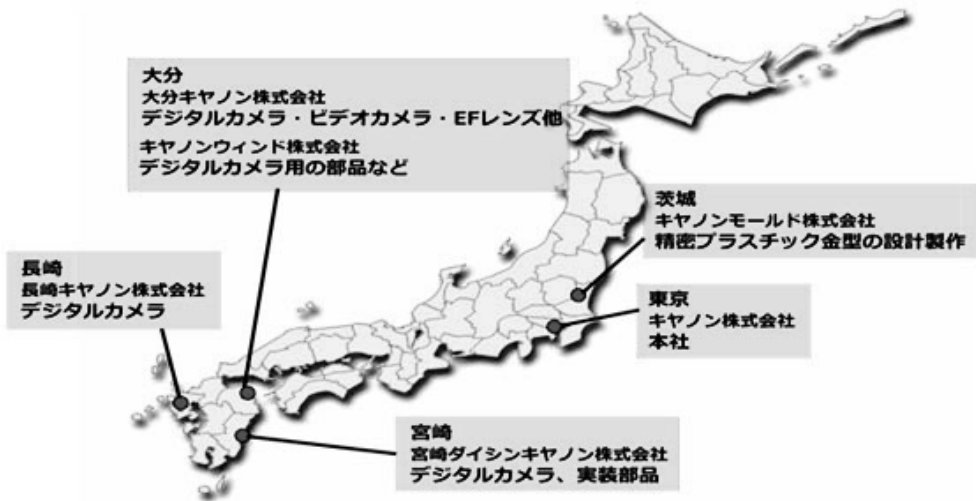 大分
大分キヤノン株式会社
デジタルカメラ・ビデオカメラ・EFレンズ他
キヤノンウィンド株式会社
デジタルカメラ用の部品など
茨城
キヤノンモールド株式会社
精密プラスチック金型の設計製作
長崎
長崎キヤノン株式会社
デジタルカメラ
東京
キヤノン株式会社
本社
宮崎
宮崎ダイシンキヤノン株式会社
デジタルカメラ、実装部品